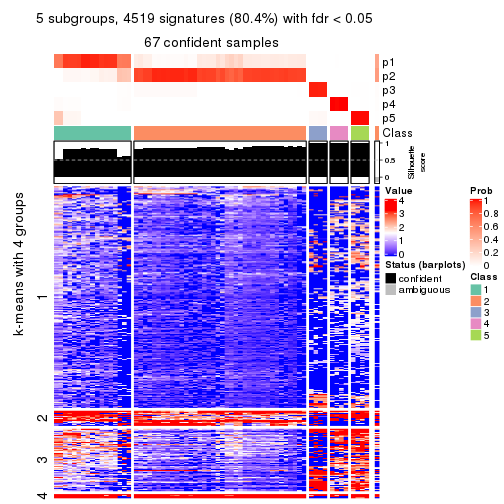 5 subgroups, 4519 signatures (80.4%) with fdr < 0.05
67 confident samples
p1
p2
p3
p4
p5
Class
1
0.5
0
Silhouette
score
k-means with 4 groups
1
2
3
4
Value
4
3
2
1
0
Status (barplots)
confident
ambiguous
Prob
1
0.8
0.6
0.4
0.2
0
Class
1
2
3
4
5